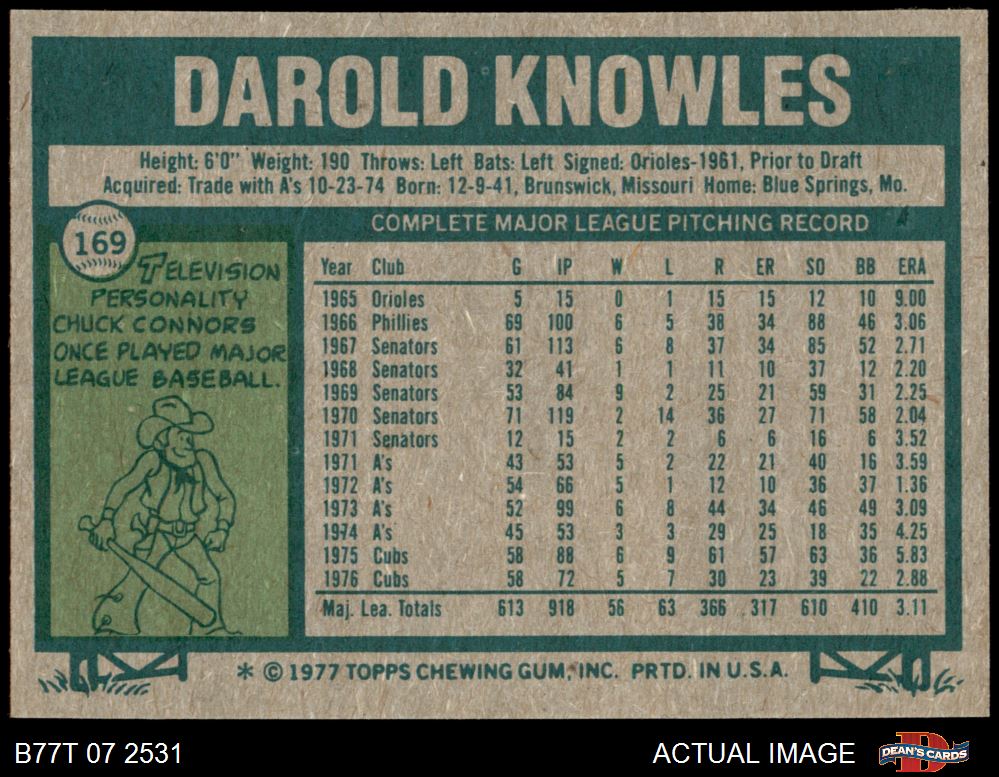 DAROLD KNOWLES
Height: 6'0" Weight: 190 Throws: Left Bats: Left Signed: Orioles-1961, Prior to Draft
Acquired: Trade with A's 10-23-74 Born: 12-9-41, Brunswick, Missouri Home: Blue Springs, Mo.
COMPLETE MAJOR LEAGUE PITCHING RECORD
169
TELEVISION
PERSONALITY
CHUCK CONNORS
ONCE PLAYED MAJOR
LEAGUE BASEBALL.
Year Club G IP W L R ER SO BB ERA
1965 Orioles 5 15 0 1 15 15 12 10 9.00
1966 Phillies 69 100 6 5 38 34 88 46 3.06
1967 Senators 61 113 6 8 37 34 85 52 2.71
1968 Senators 32 41 1 1 11 10 37 12 2.20
1969 Senators 53 84 9 2 25 21 59 31 2.25
1970 Senators 71 119 2 14 36 27 71 58 2.04
1971 Senators 12 15 2 2 6 6 16 6 3.52
1971 A's 43 53 5 2 22 21 40 16 3.59
1972 A's 54 66 5 1 12 10 36 37 1.36
1973 A's 52 99 6 8 44 34 46 49 3.09
1974 A's 45 53 3 3 29 25 18 35 4.25
1975 Cubs 58 88 6 9 61 57 63 36 5.83
1976 Cubs 58 72 5 7 30 23 39 22 2.88
Maj. Lea. Totals 613 918 56 63 366 317 610 410 3.11
* © 1977 TOPPS CHEWING GUM, INC. PRTD. IN U.S.A.
B77T 07 2531
ACTUAL IMAGE
DEAN'S CARDS